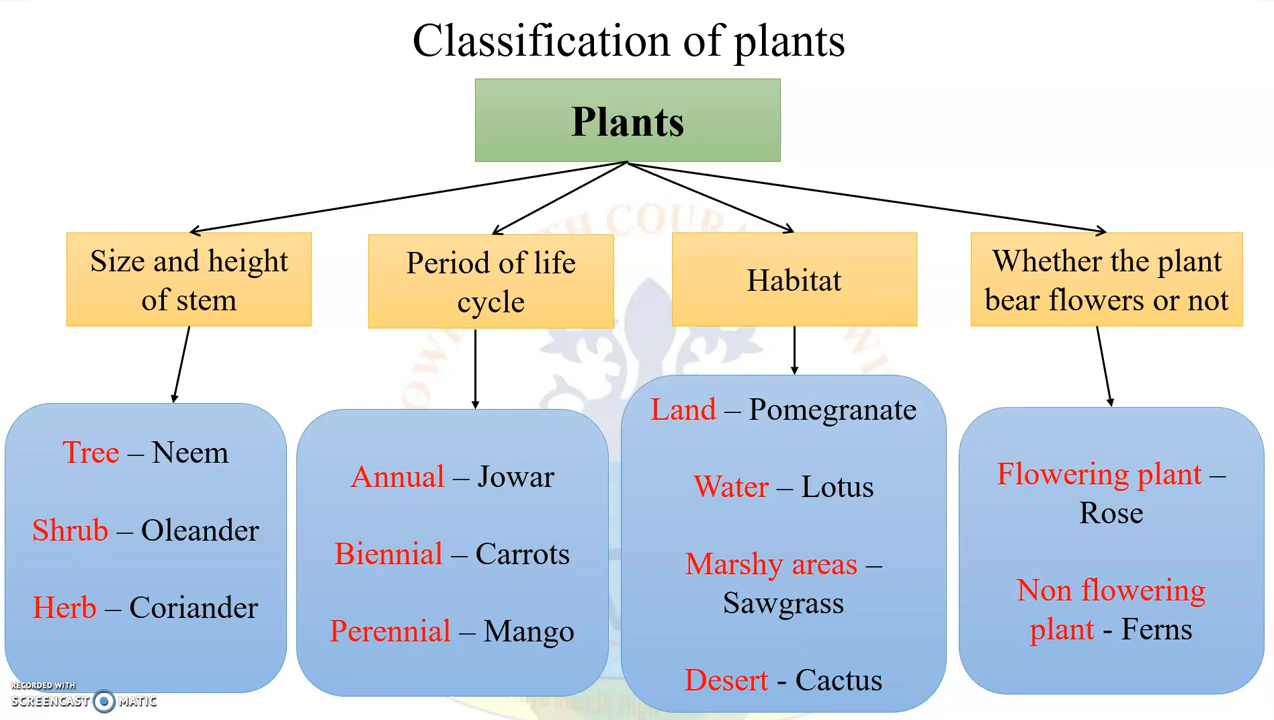 Classification of plants
Plants
Size and height
of stem
Period of life
cycle
Habitat
Whether the plant
bear flowers or not
Tree – Neem
Shrub – Oleander
Herb – Coriander
Annual – Jowar
Biennial – Carrots
Perennial – Mango
Land – Pomegranate
Water – Lotus
Marshy areas –
Sawgrass
Desert - Cactus
Flowering plant –
Rose
Non flowering
plant - Ferns
RECORDED WITH
SCREENCAST MATIC